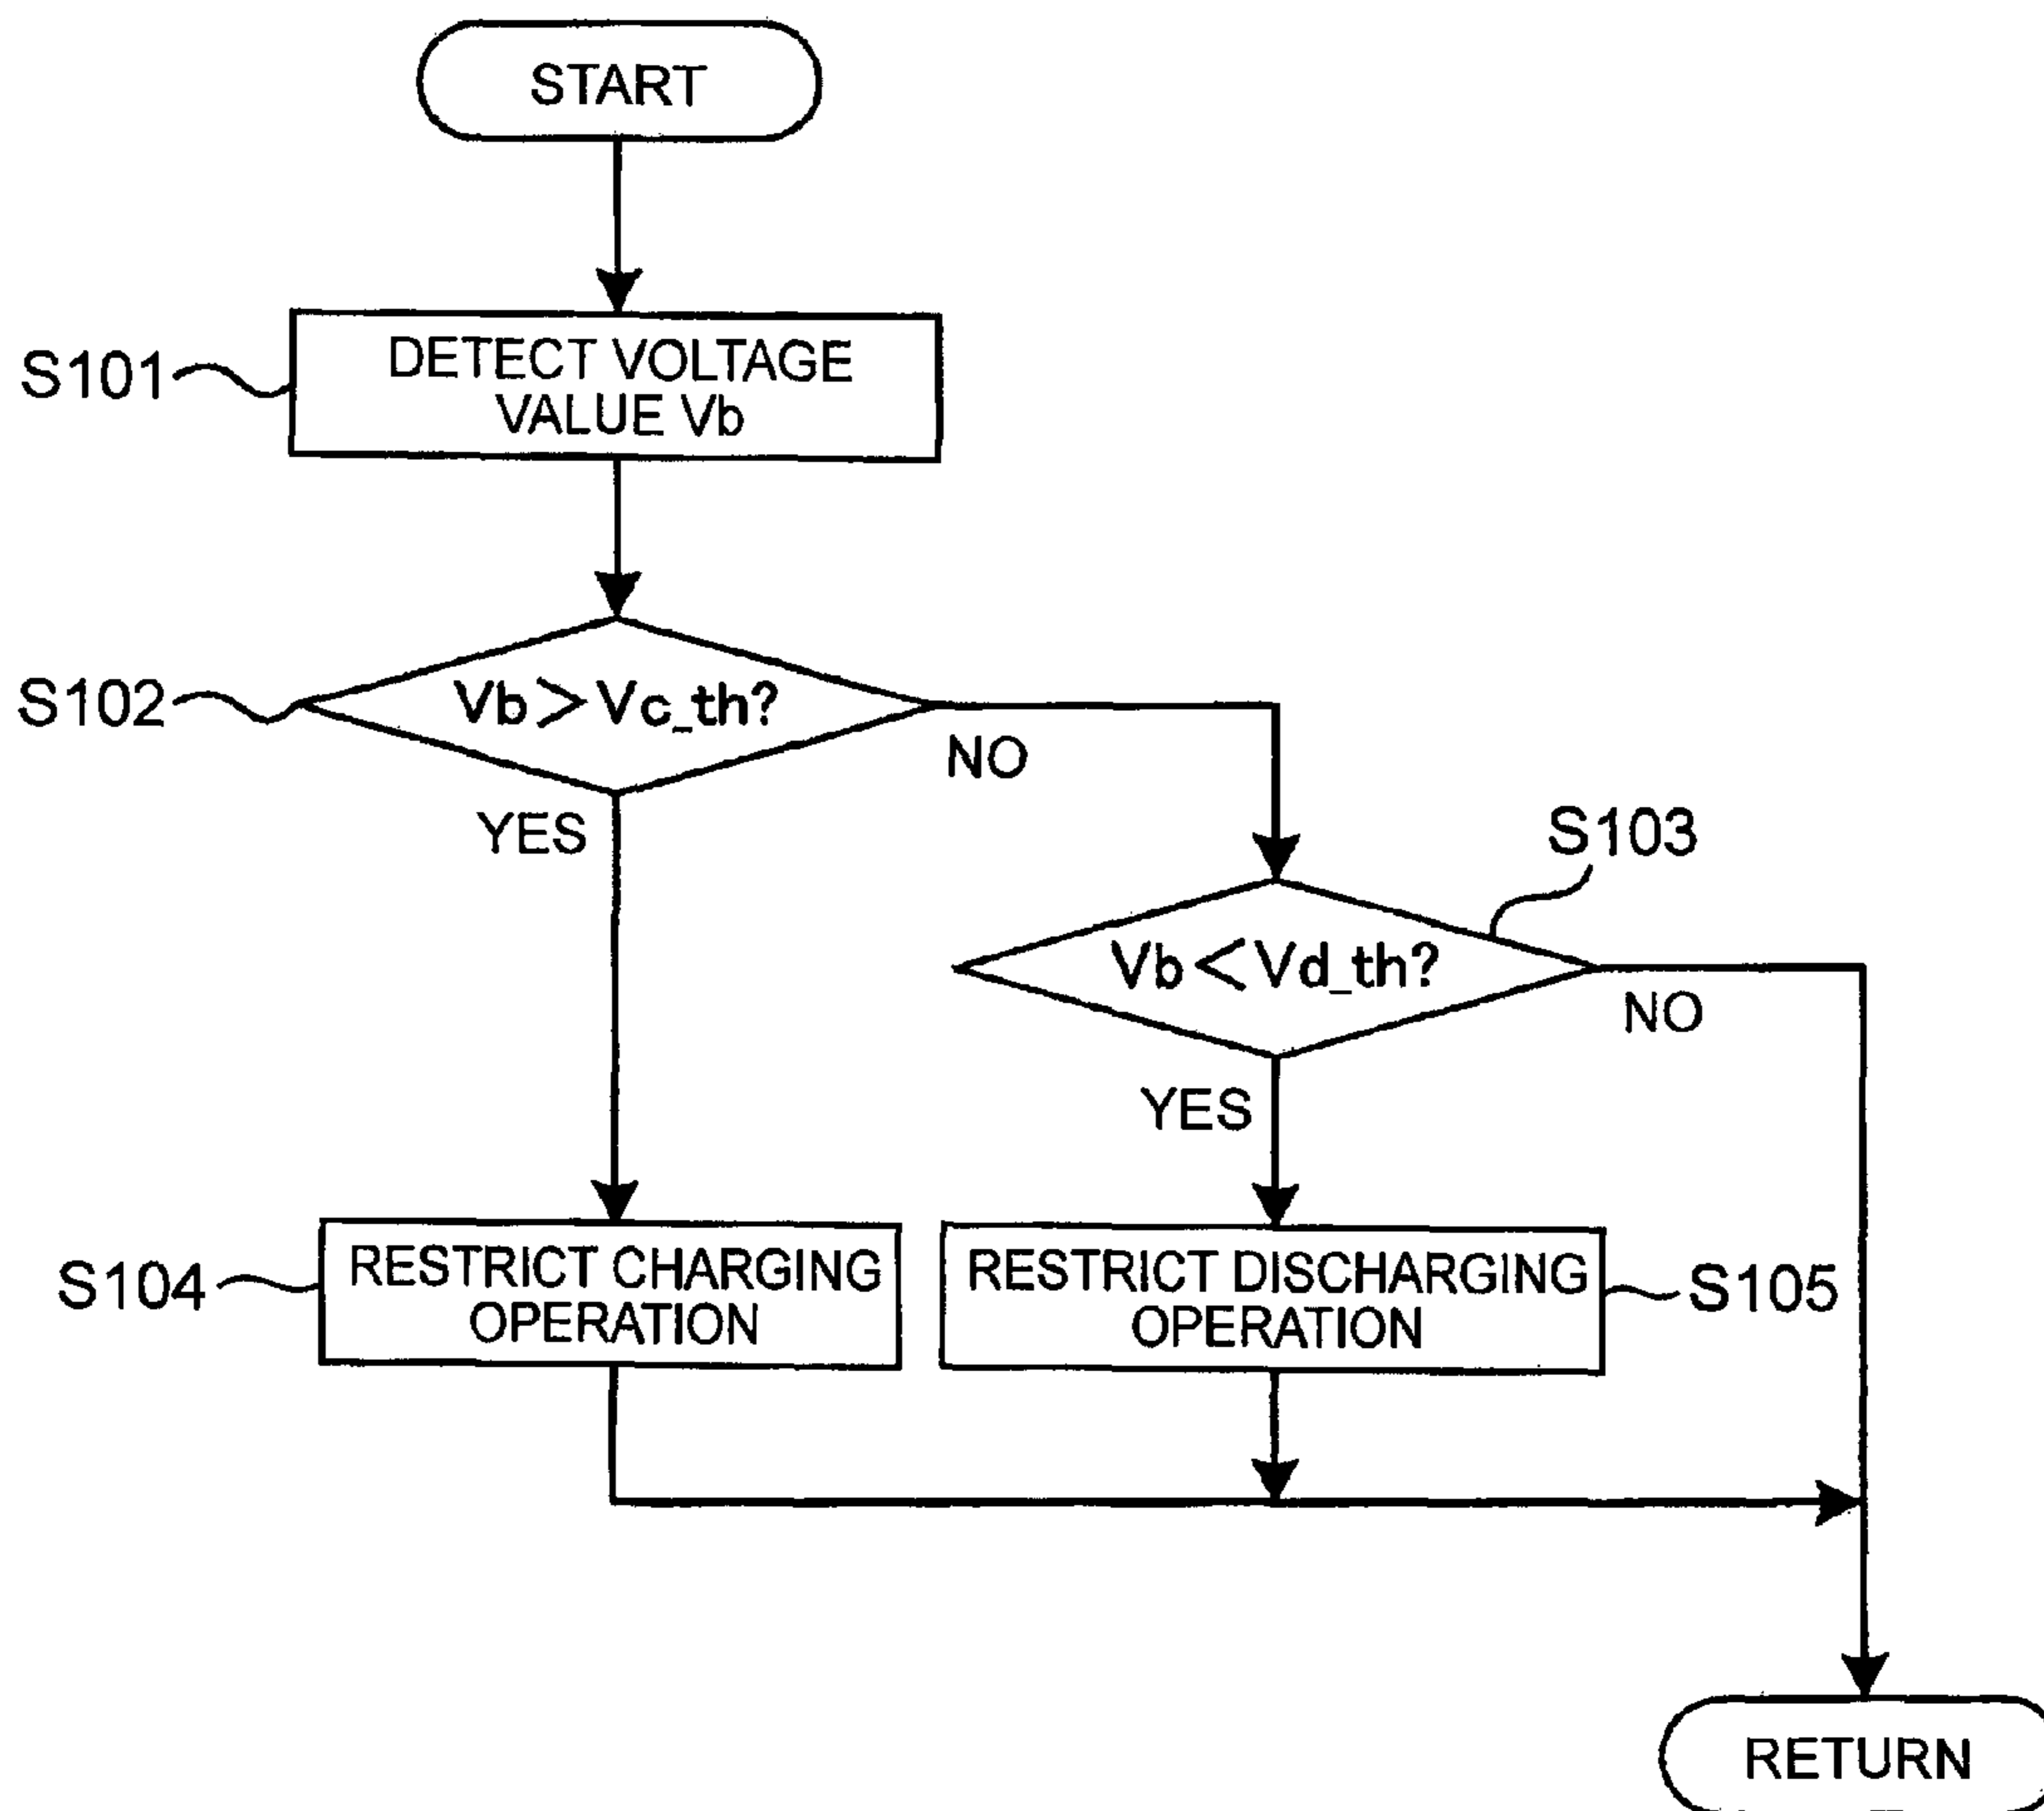 START
S101
DETECT VOLTAGE
VALUE Vb
S102
Vb > Vc_th?
NO
YES
S103
Vb < Vd_th?
NO
YES
S104
RESTRICT CHARGING
OPERATION
RESTRICT DISCHARGING
OPERATION
S105
RETURN